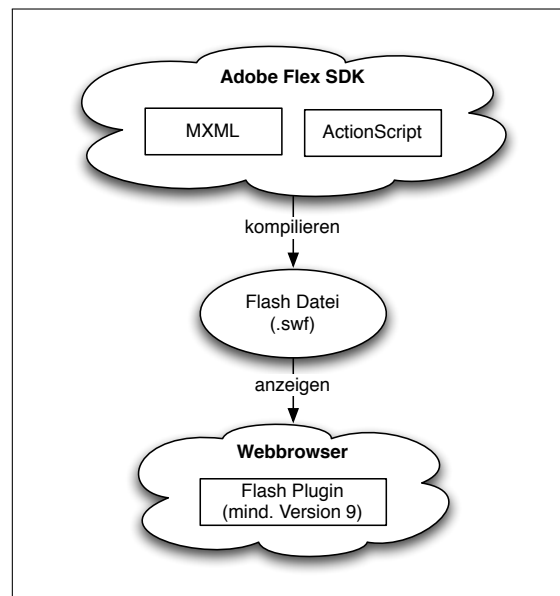 Adobe Flex SDK
MXML
ActionScript
kompilieren
Flash Datei
(.swf)
anzeigen
Webbrowser
Flash Plugin
(mind. Version 9)